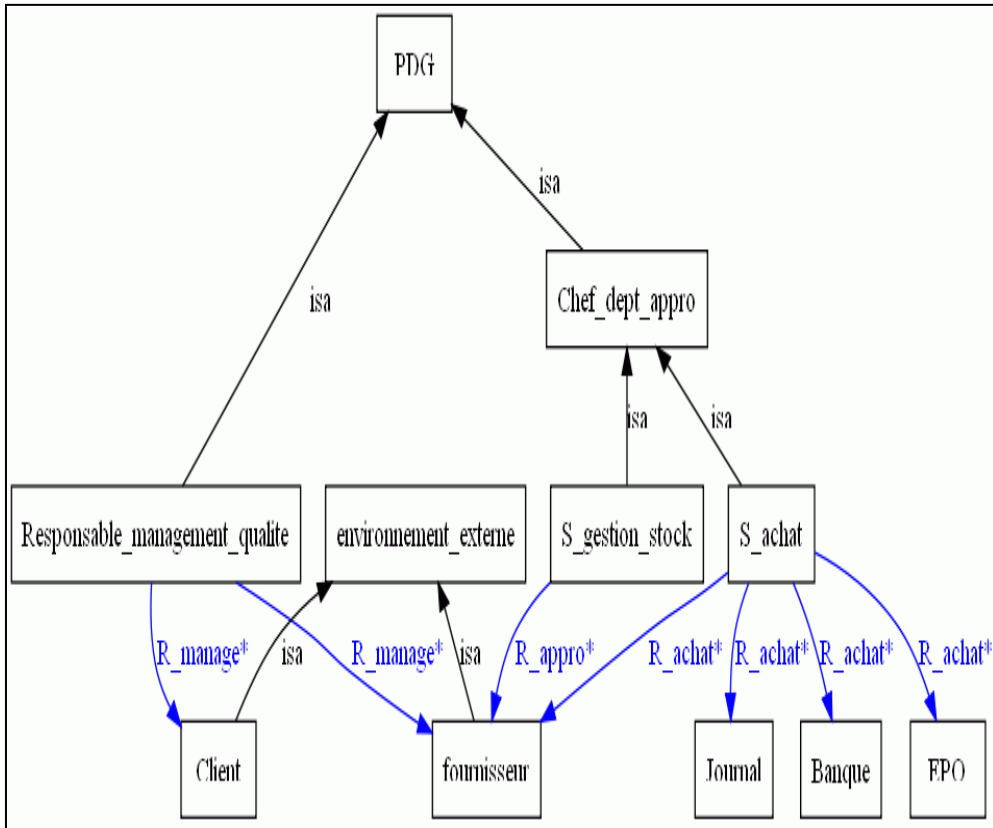 PDG
isa
isa
Chef_dept_appro
isa
isa
Responsable_management_qualite
environnement_externe
S_gestion_stock
S_achat
R_manage*
isa
R_manage*
isa
R_appro*
R_achat*
R_achat*
R_achat*
R_achat*
Client
fournisseur
Journal
Banque
EPO